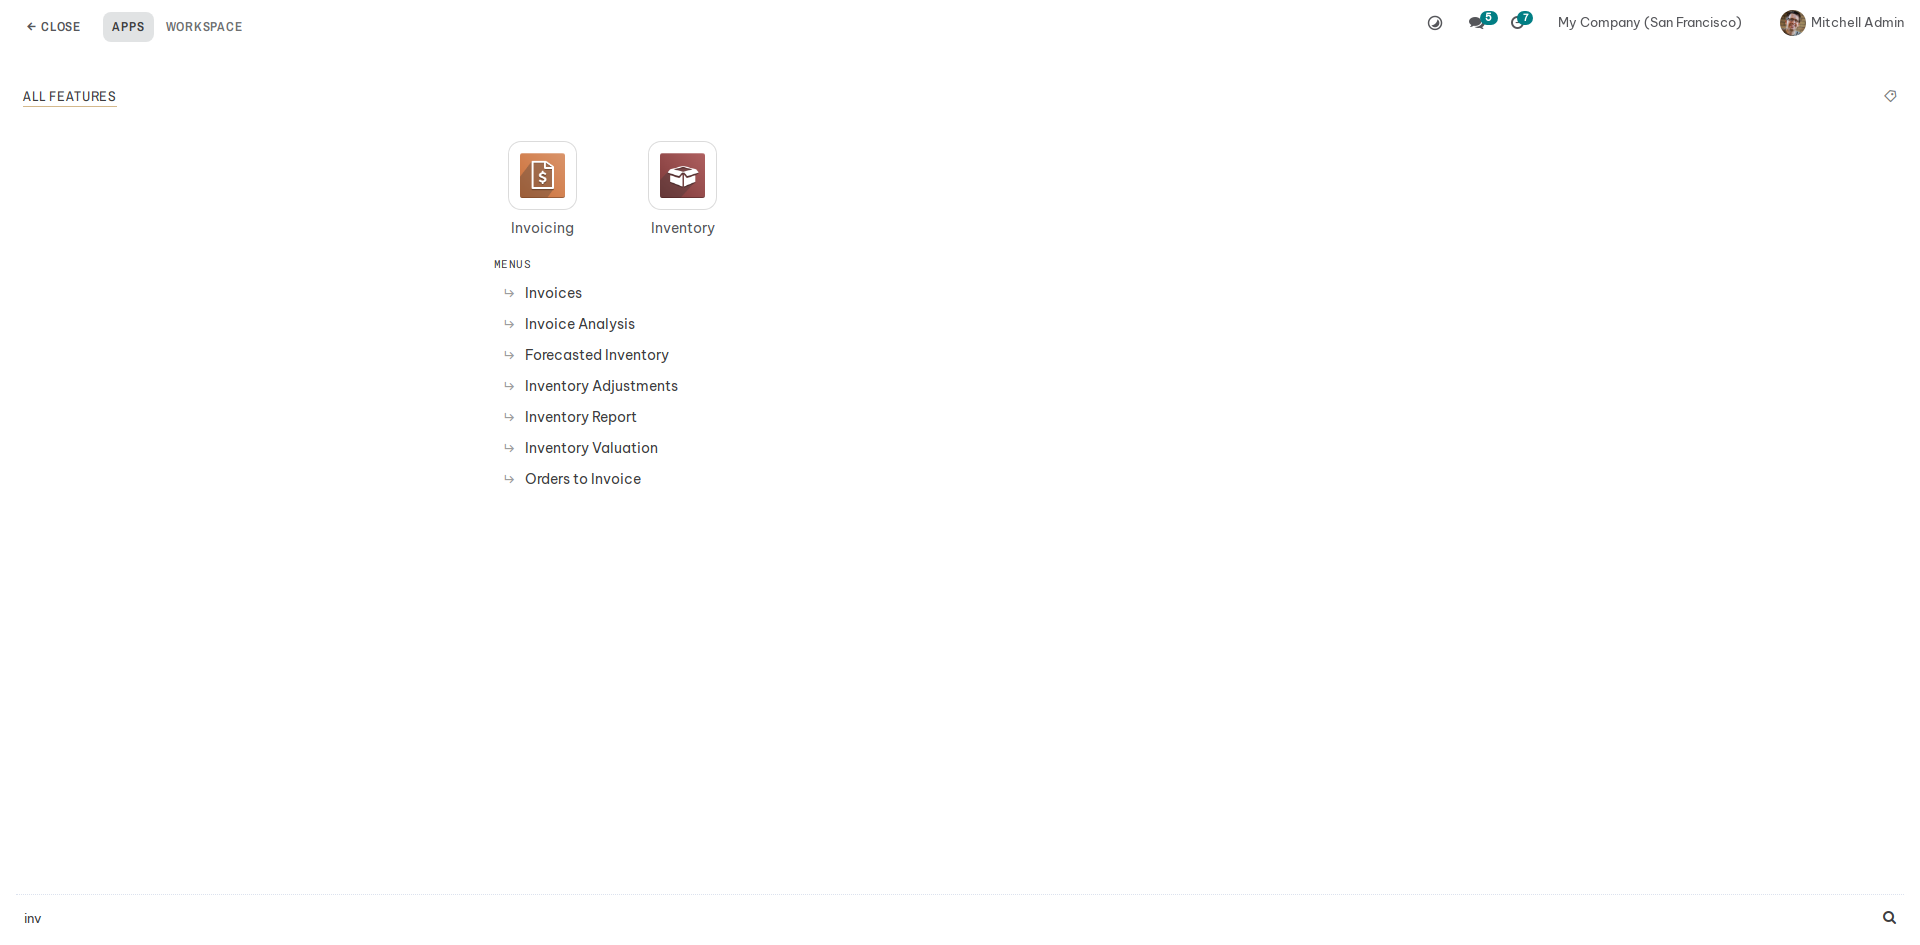 CLOSE APPS WORKSPACE 5 7 My Company (San Francisco) Mitchell Admin
ALL FEATURES
$
Invoicing Inventory
MENUS
Invoices
Invoice Analysis
Forecasted Inventory
Inventory Adjustments
Inventory Report
Inventory Valuation
Orders to Invoice
inv